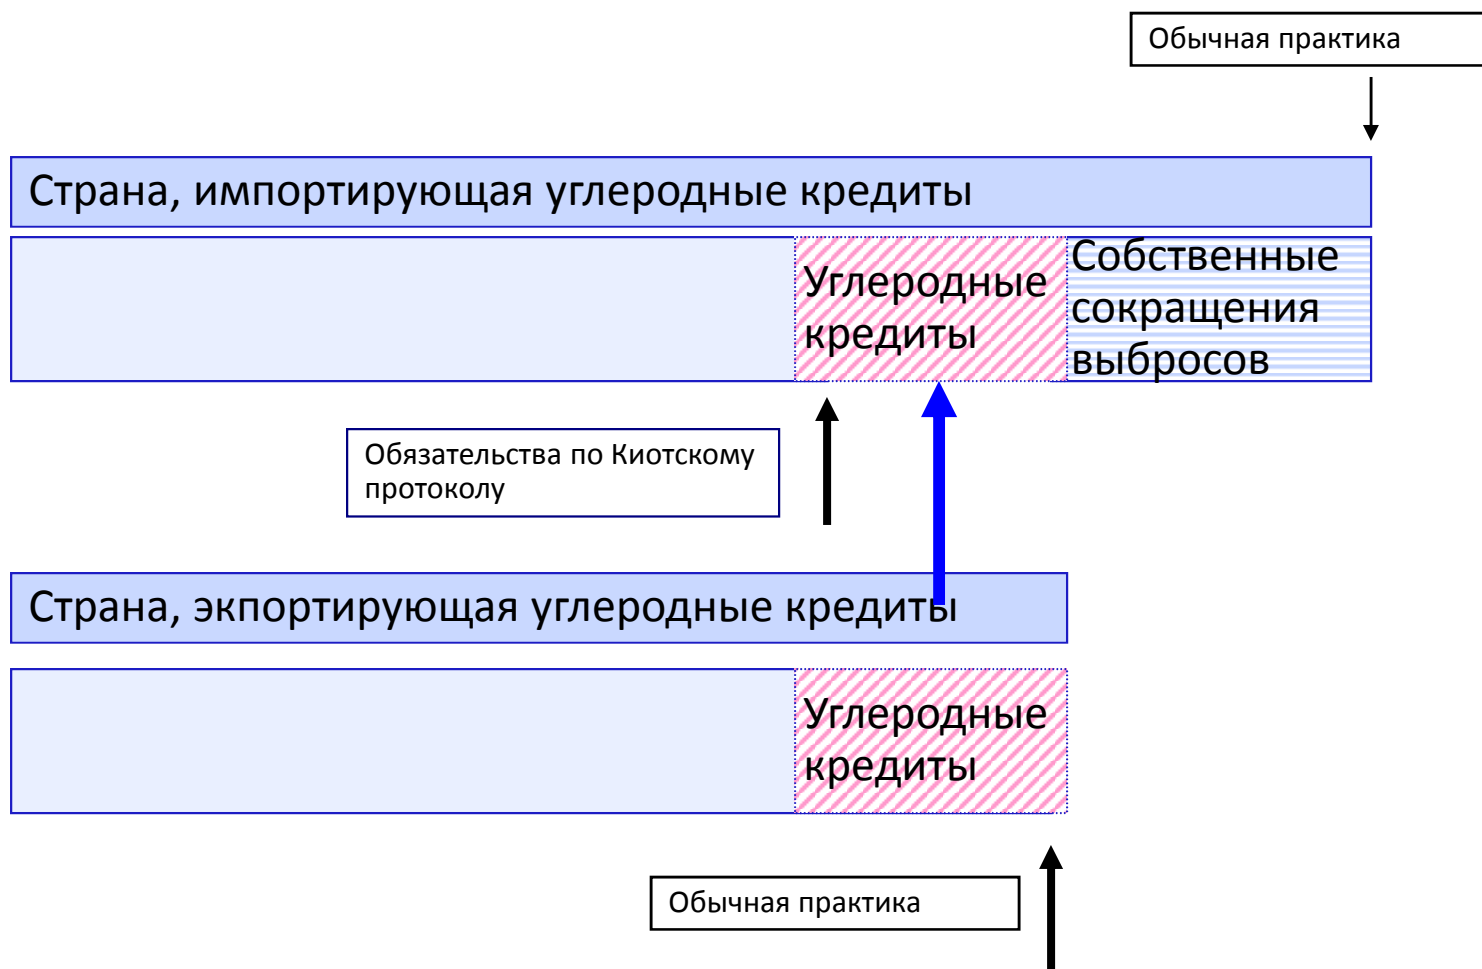 Обычная практика
Страна, импортирующая углеродные кредиты
Углеродные
кредиты
Собственные
сокращения
выбросов
Обязательства по Киотскому
протоколу
Страна, экпортирующая углеродные кредиты
Углеродные
кредиты
Обычная практика